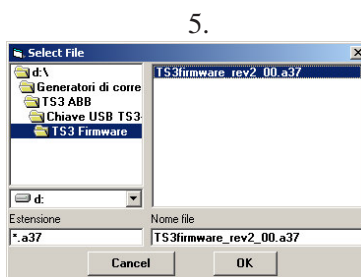 5.
Select File
d:\
Generatori di corre
TS3 ABB
Chiave USB TS3-
TS3 Firmware
TS3firmware_rev2_00.a37
d:
Estensione
Nome file
*.a37
TS3firmware_rev2_00.a37
Cancel
OK